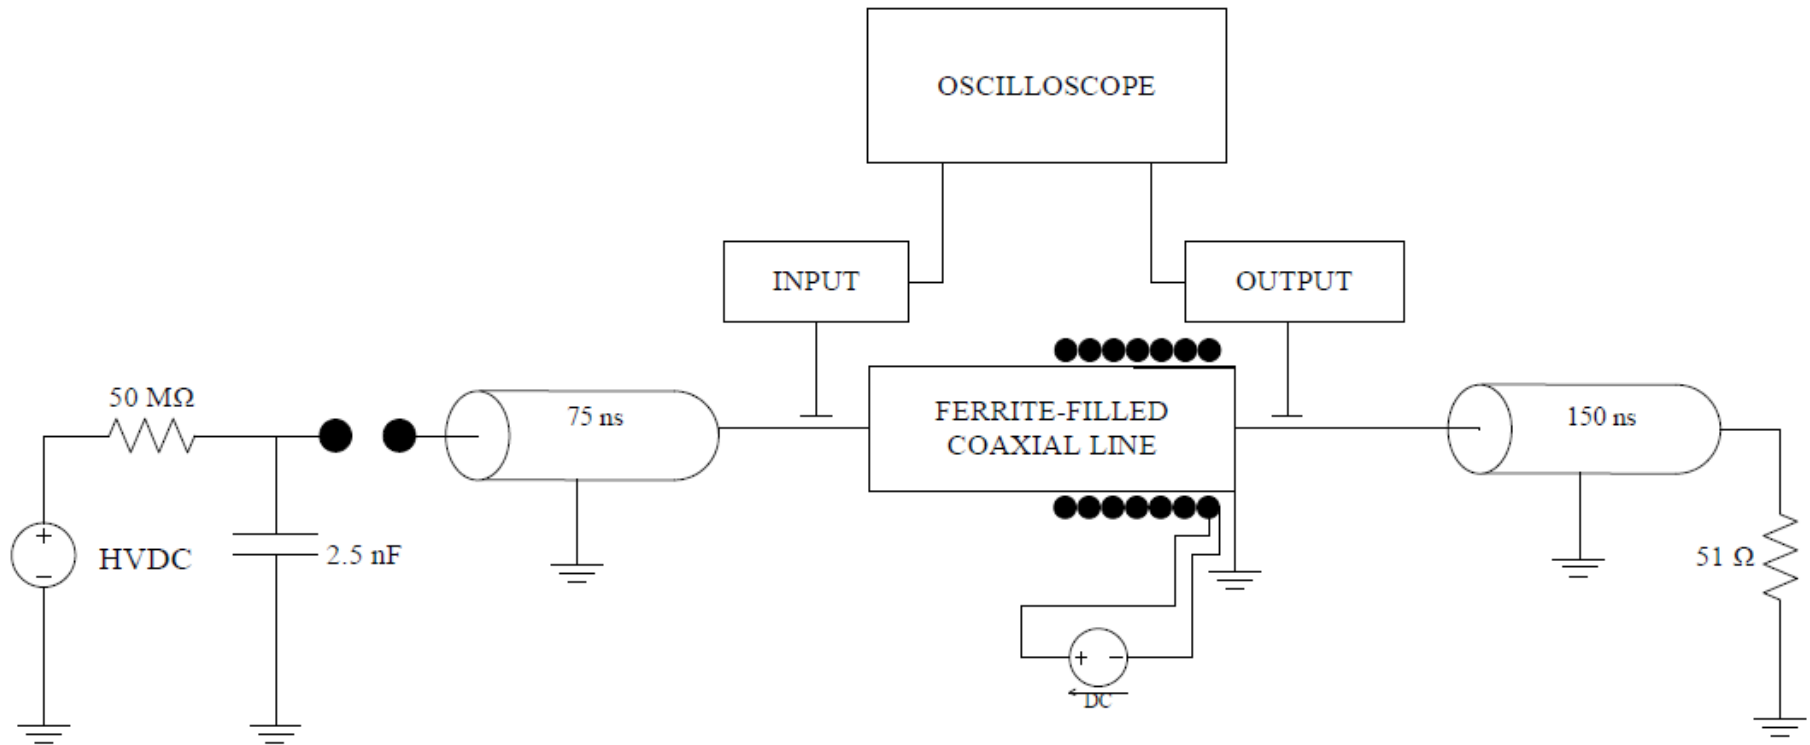 OSCILLOSCOPE
INPUT
OUTPUT
50 MΩ
75 ns
FERRITE-FILLED
COAXIAL LINE
150 ns
+
−
HVDC
2.5 nF
51 Ω
+ −
DC